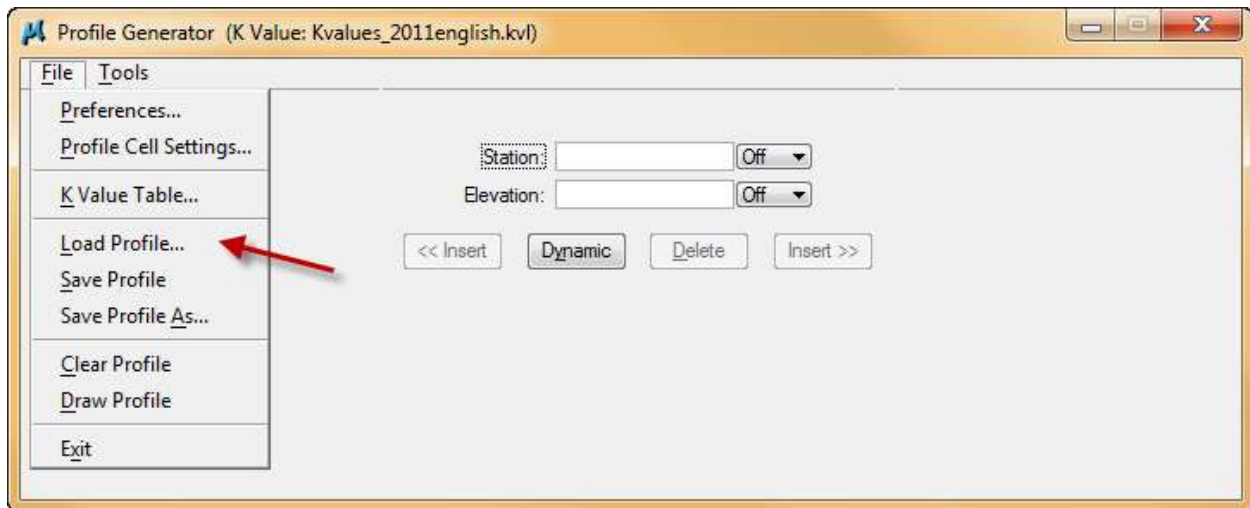 Profile Generator (K Value: Kvalues_2011english.kvl)
File Tools
Preferences...
Profile Cell Settings...
K Value Table...
Load Profile...
Save Profile
Save Profile As...
Clear Profile
Draw Profile
Exit
Station: Off
Elevation: Off
<< Insert Dynamic Delete Insert >>